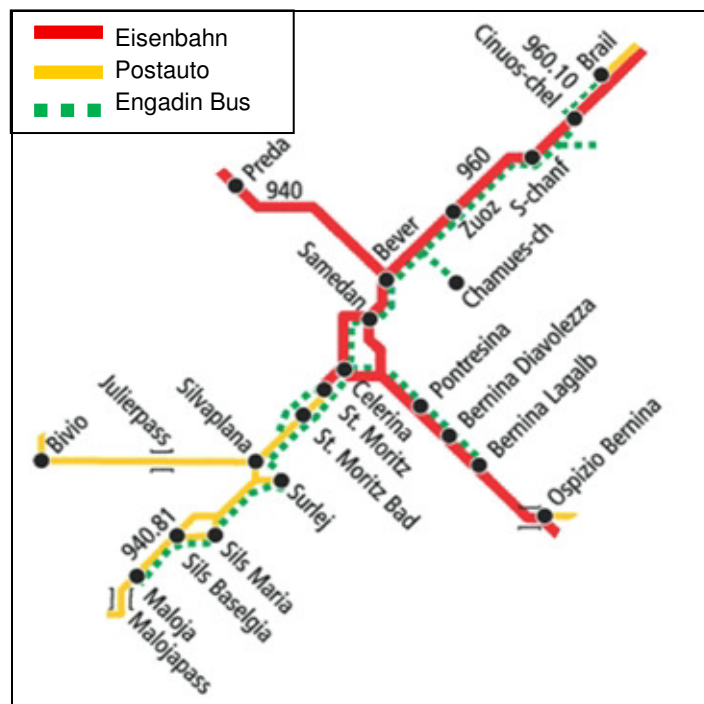 Eisenbahn
Postauto
Engadin Bus
960.10
Brail
Cinuos-chel
960
S-chanf
Preda
940
Zuoz
Bever
Chamues-ch
Samedan
Pontresina
Bernina Diavolezza
Bernina Lagalb
Ospizio Bernina
Celerina
St. Moritz
St. Moritz Bad
Silvaplana
Julierpass
Bivio
Surlej
940.81
Sils Maria
Sils Baselgia
Maloja
Malojapass